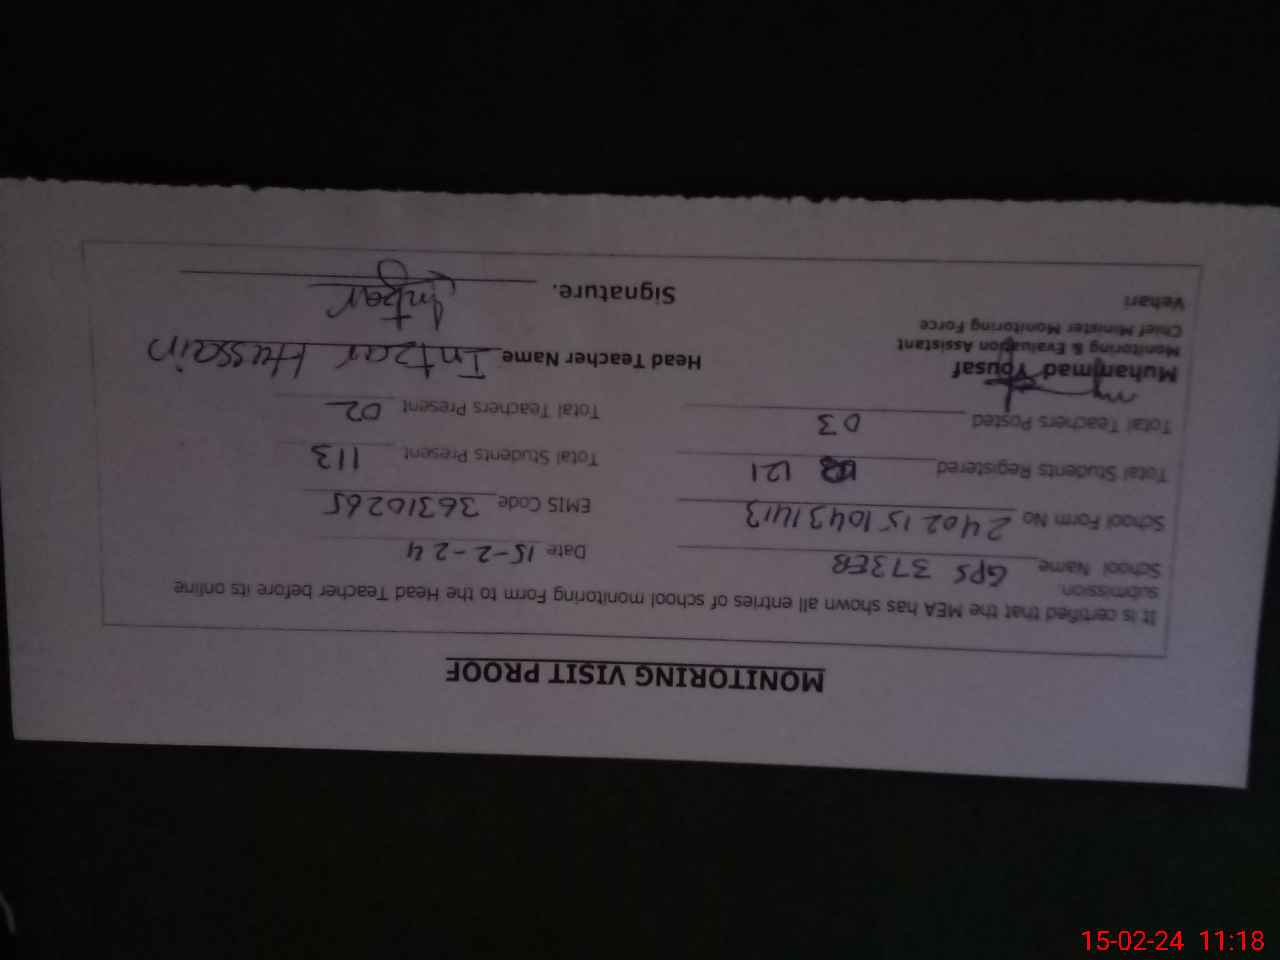 MONITORING VISIT PROOF
It is certified that the MEA has shown all entries of school monitoring Form to the Head Teacher before its online
submission
School Name GPS 373EB Date 15-2-24
School Form No 24021510431413 EMIS Code 36310265
Total Students Registered 121 Total Students Present 113
Total Teachers Posted 03 Total Teachers Present 02
Muhammad Yousaf Head Teacher Name Intzar Hussain
Monitoring & Evaluation Assistant
Chief Minister Monitoring Force
Vehari
Signature. Intzar
15-02-24 11:18